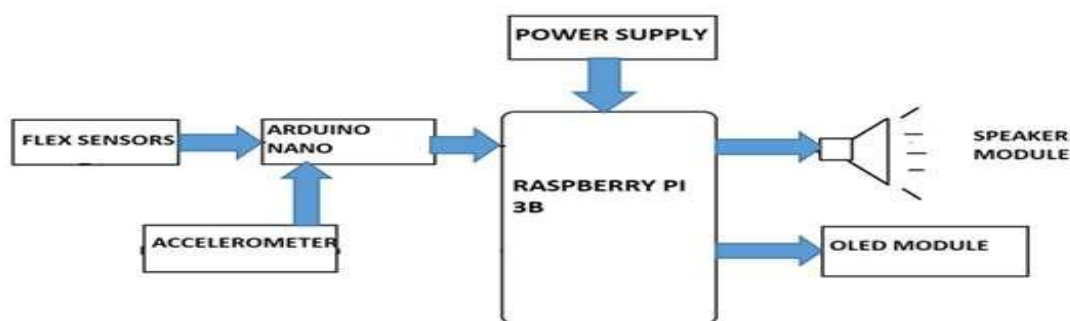 POWER SUPPLY
FLEX SENSORS
ARDUINO
NANO
SPEAKER
MODULE
RASPBERRY PI
3B
ACCELEROMETER
OLED MODULE